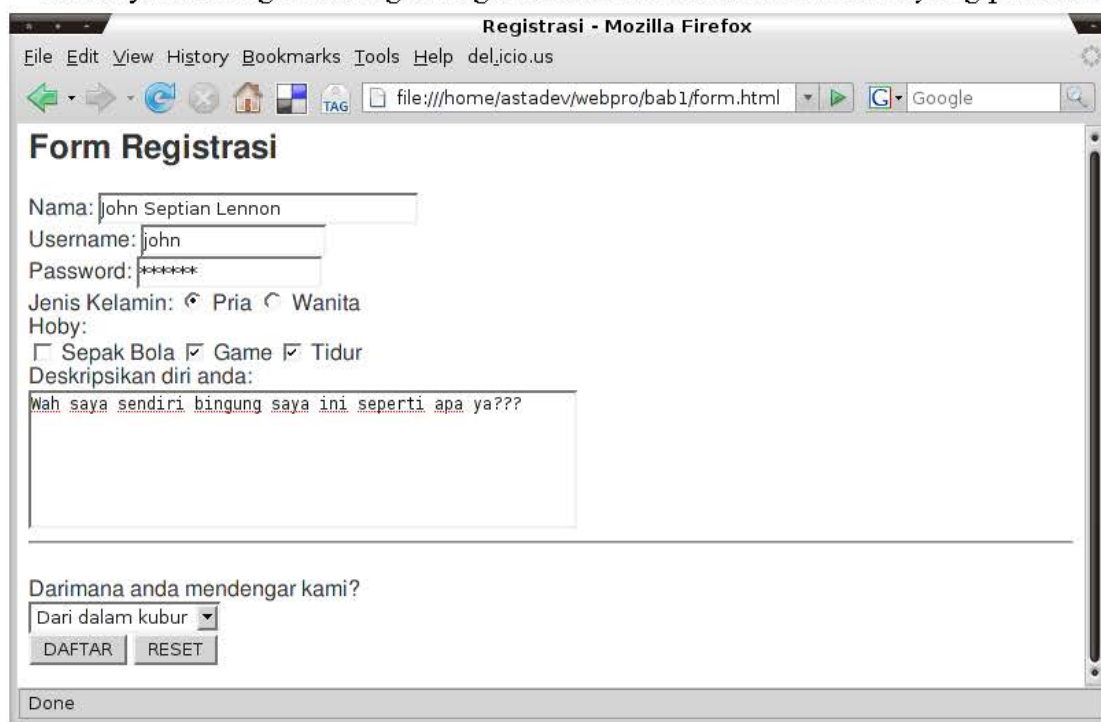 Registrasi - Mozilla Firefox
File Edit View History Bookmarks Tools Help del.icio.us
TAG file:///home/astadev/webpro/bab1/form.html G Google
Form Registrasi
Nama: John Septian Lennon
Username: john
Password: ******
Jenis Kelamin: Pria Wanita
Hoby:
Sepak Bola Game Tidur
Deskripsikan diri anda:
Wah saya sendiri bingung saya ini seperti apa ya???
Darimana anda mendengar kami?
Dari dalam kubur
DAFTAR RESET
Done